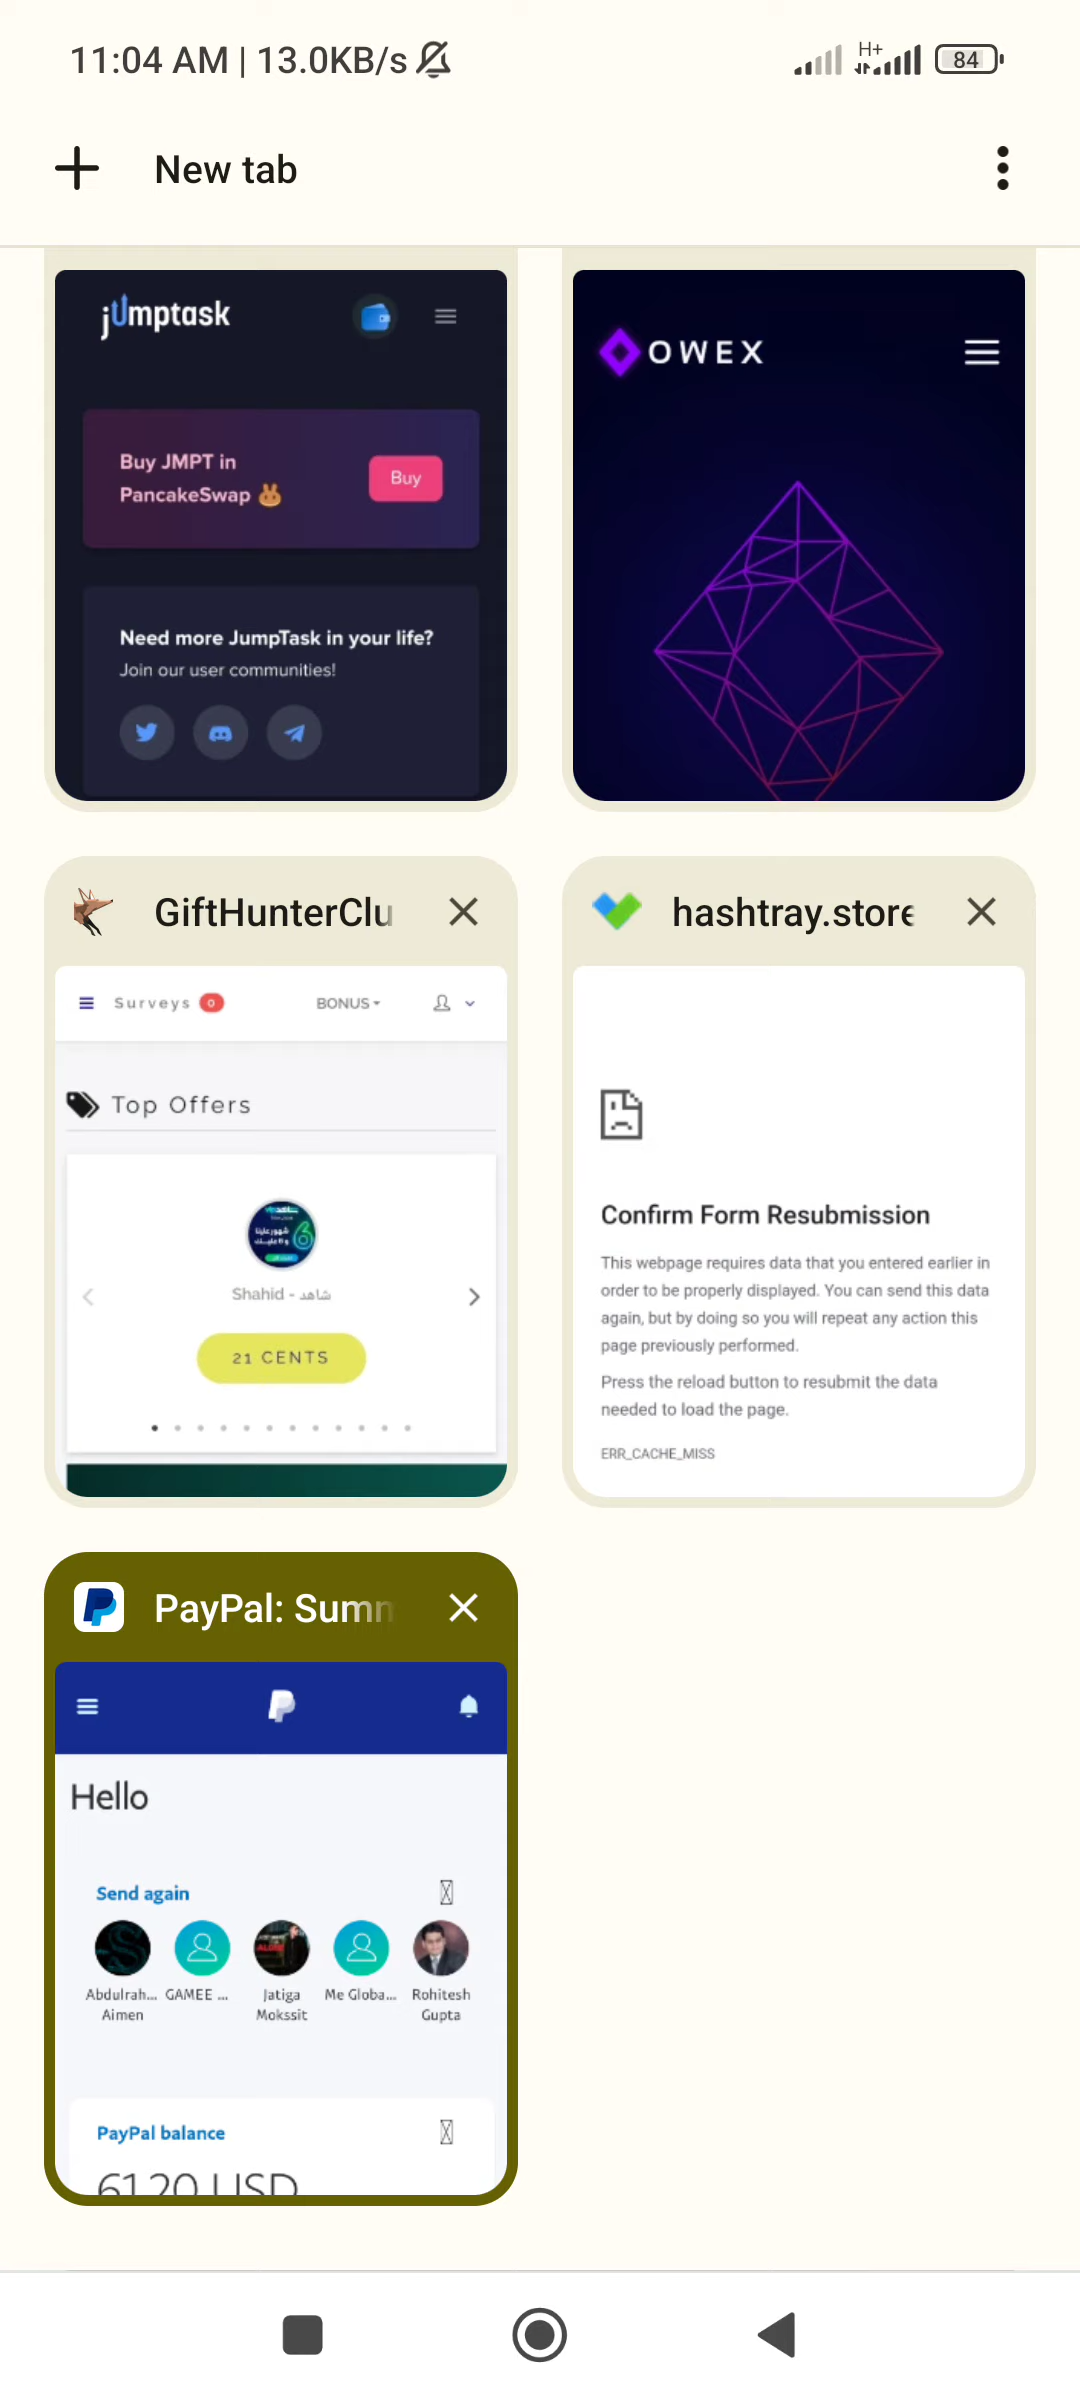 11:04 AM | 13.0KB/s
H+
84
New tab
jumptask
Buy JMPT in
PancakeSwap
Buy
Need more JumpTask in your life?
Join our user communities!
OWEX
GiftHunterClu
Surveys 0
BONUS
Top Offers
6
Shahid - شاهد
21 CENTS
hashtray.store
Confirm Form Resubmission
This webpage requires data that you entered earlier in
order to be properly displayed. You can send this data
again, but by doing so you will repeat any action this
page previously performed.
Press the reload button to resubmit the data
needed to load the page.
ERR_CACHE_MISS
PayPal: Summ
Hello
Send again
Abdulrah... GAMEE ... Jatiga Me Globa... Rohitesh
Aimen Mokssit Gupta
PayPal balance
61.20 USD